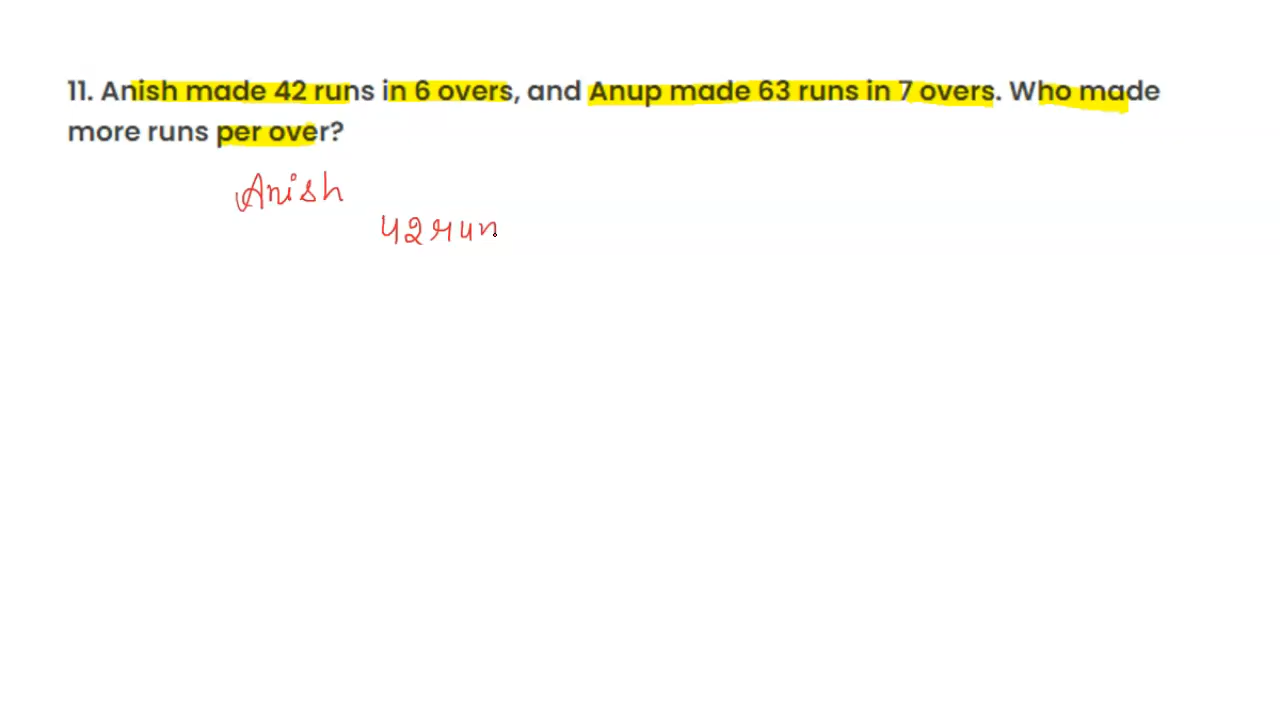 11. Anish made 42 runs in 6 overs, and Anup made 63 runs in 7 overs. Who made
more runs per over?
Anish
42 run